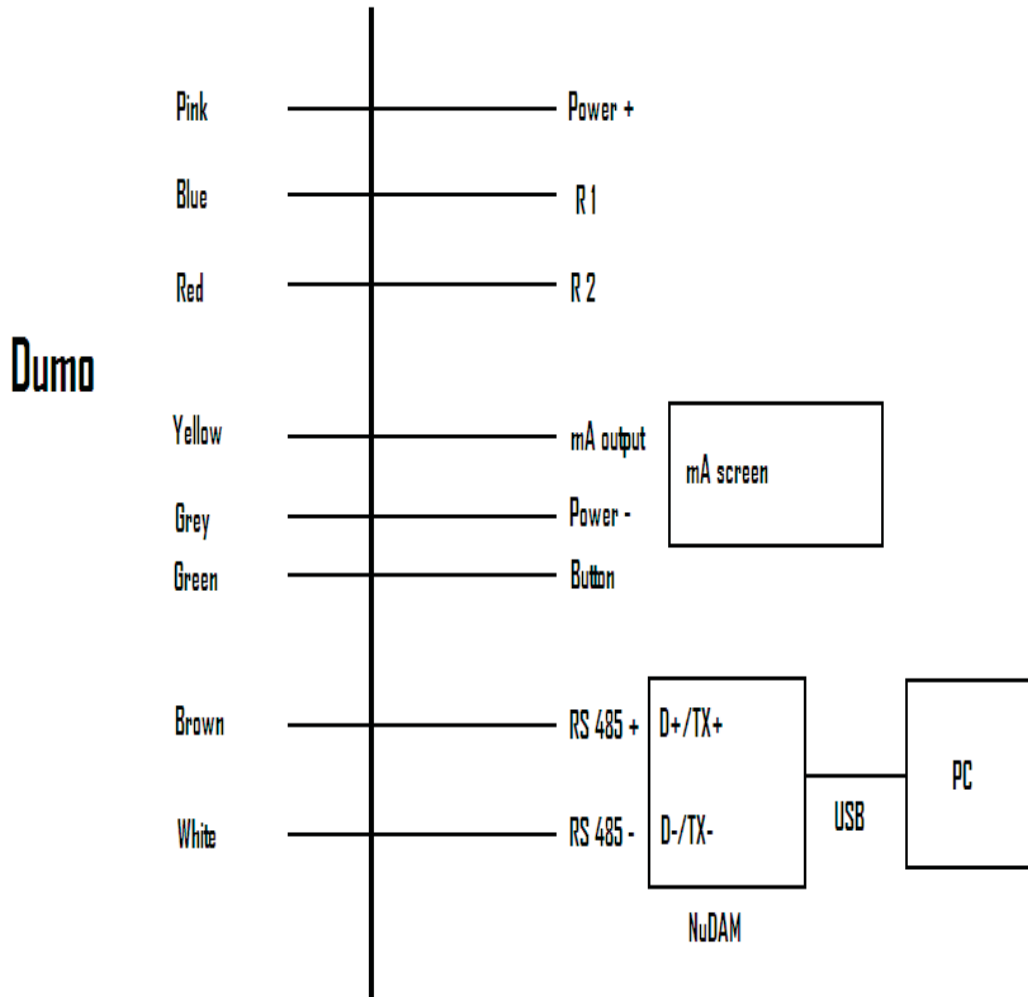 Pink Power +
Blue R 1
Red R 2
Dumo
Yellow mA output
mA screen
Grey Power -
Green Button
Brown RS 485 + D+/TX+
PC
USB
White RS 485 - D-/TX-
NuDAM